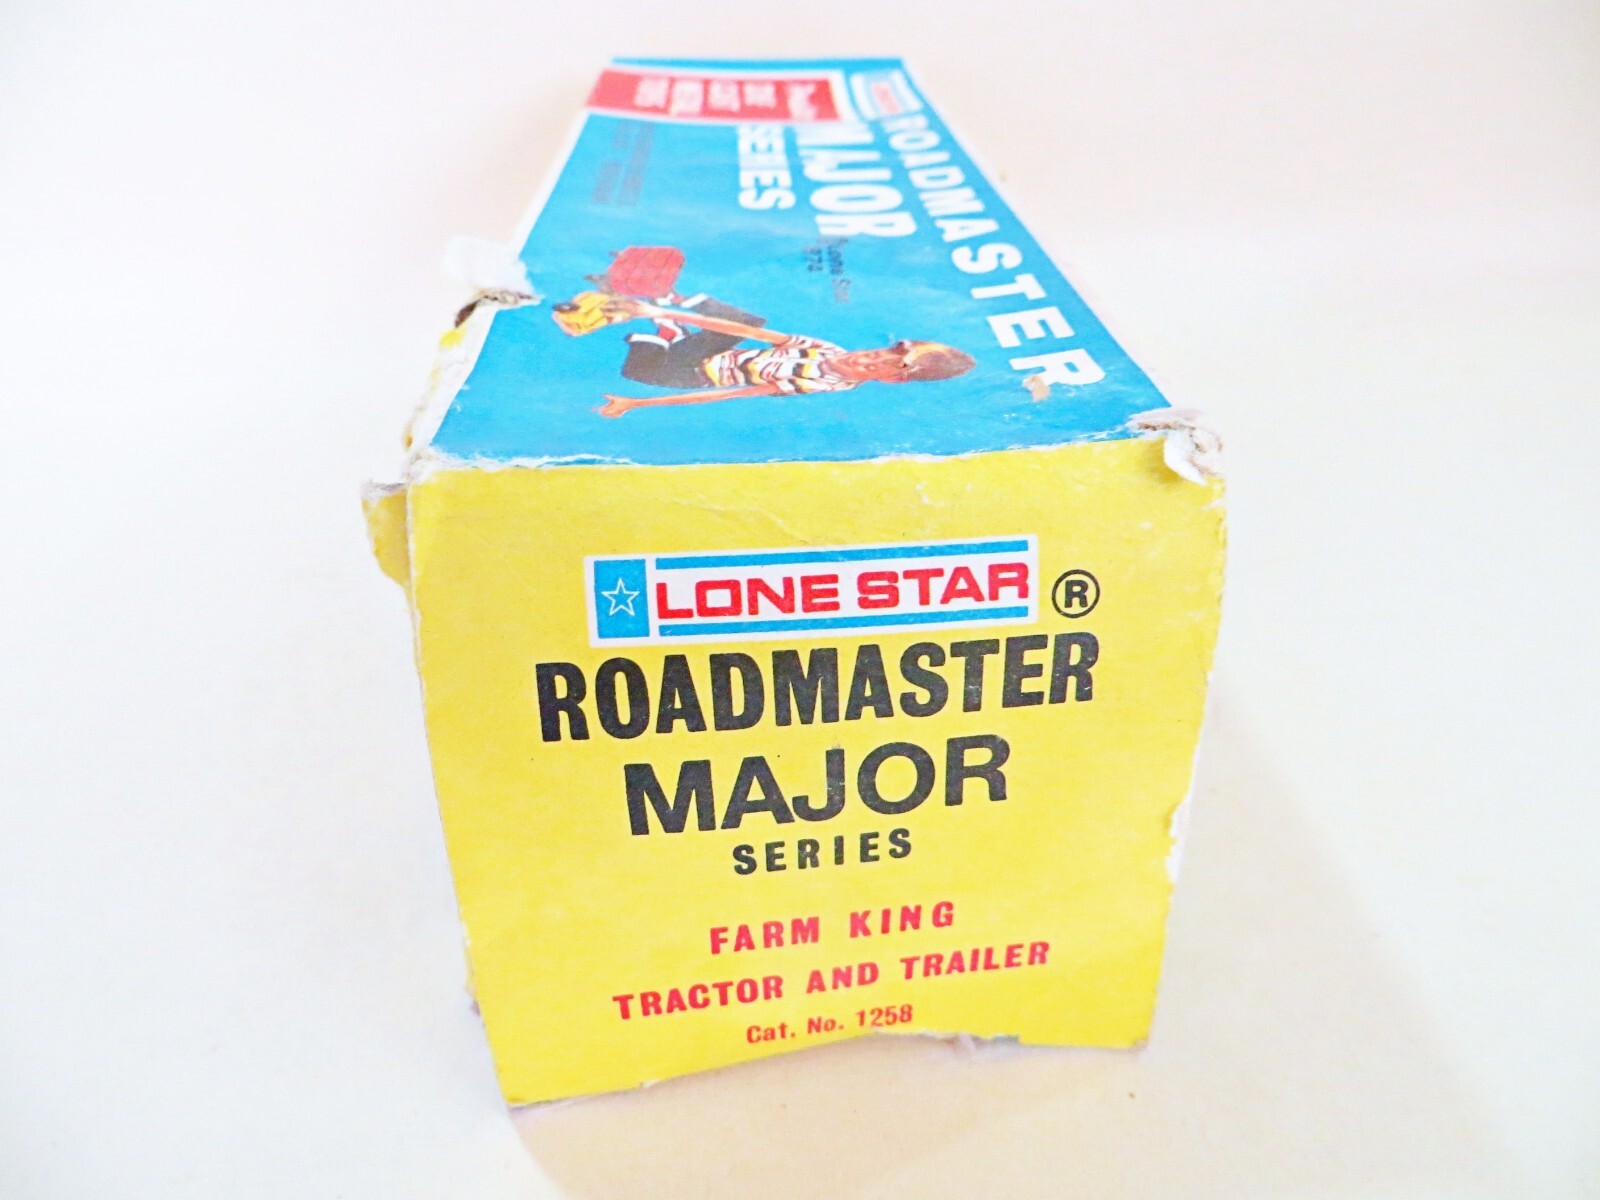 ROADMASTER
MAJOR
SERIES
LONE STAR ®
ROADMASTER
MAJOR
SERIES
FARM KING
TRACTOR AND TRAILER
Cat. No. 1258